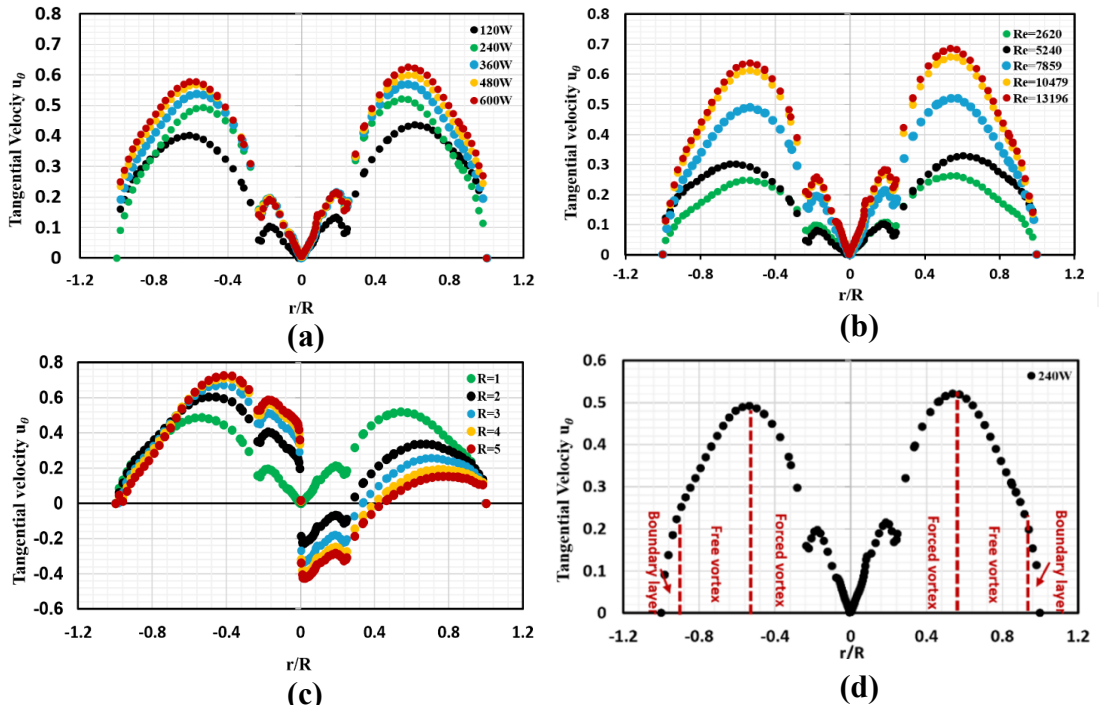 0.8
0.7
0.6
0.5
0.4
0.3
0.2
0.1
0
Tangential Velociy u_θ
120W
240W
360W
480W
600W
-1.2 -0.8 -0.4 0 0.4 0.8 1.2
r/R
(a)
0.8
0.7
0.6
0.5
0.4
0.3
0.2
0.1
0
Tangential velocity u_θ
Re=2620
Re=5240
Re=7859
Re=10479
Re=13196
-1.2 -0.8 -0.4 0 0.4 0.8 1.2
r/R
(b)
0.8
0.6
0.4
0.2
0
-0.2
-0.4
-0.6
Tangential velocity u_θ
R=1
R=2
R=3
R=4
R=5
-1.2 -0.8 -0.4 0 0.4 0.8 1.2
r/R
(c)
0.6
0.5
0.4
0.3
0.2
0.1
0
Tangential Velocity u_θ
240W
Boundary layer
Free vortex
Forced vortex
Forced vortex
Free vortex
Boundary layer
-1.2 -0.8 -0.4 0 0.4 0.8 1.2
r/R
(d)